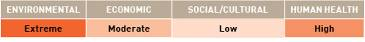 ENVIRONMENTAL ECONOMIC SOCIAL/CULTURAL HUMAN HEALTH
Extreme Moderate Low High